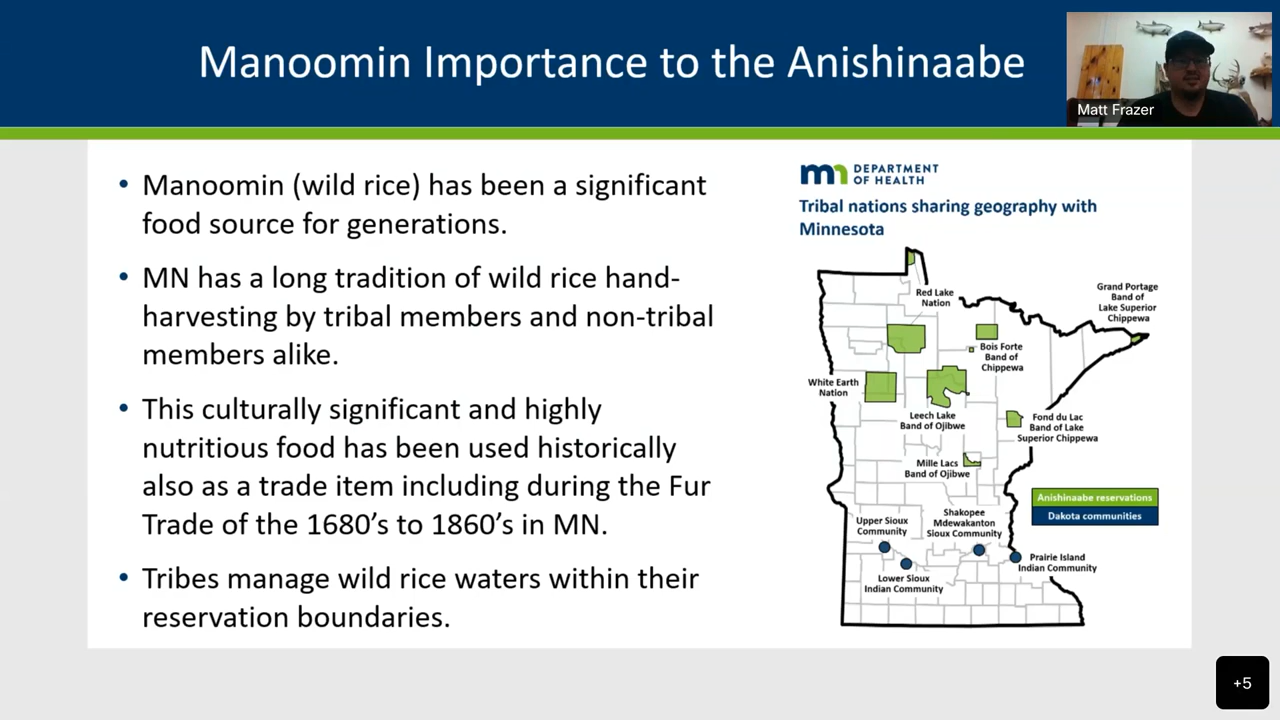 Manoomin Importance to the Anishinaabe
Matt Frazer
• Manoomin (wild rice) has been a significant
food source for generations.
• MN has a long tradition of wild rice hand-
harvesting by tribal members and non-tribal
members alike.
• This culturally significant and highly
nutritious food has been used historically
also as a trade item including during the Fur
Trade of the 1680’s to 1860’s in MN.
• Tribes manage wild rice waters within their
reservation boundaries.
mn DEPARTMENT
OF HEALTH
Tribal nations sharing geography with
Minnesota
Red Lake
Nation
Grand Portage
Band of
Lake Superior
Chippewa
Bois Forte
Band of
Chippewa
White Earth
Nation
Leech Lake
Band of Ojibwe
Fond du Lac
Band of Lake
Superior Chippewa
Mille Lacs
Band of Ojibwe
Anishinaabe reservations
Dakota communities
Upper Sioux
Community
Shakopee
Mdewakanton
Sioux Community
Lower Sioux
Indian Community
Prairie Island
Indian Community
+5